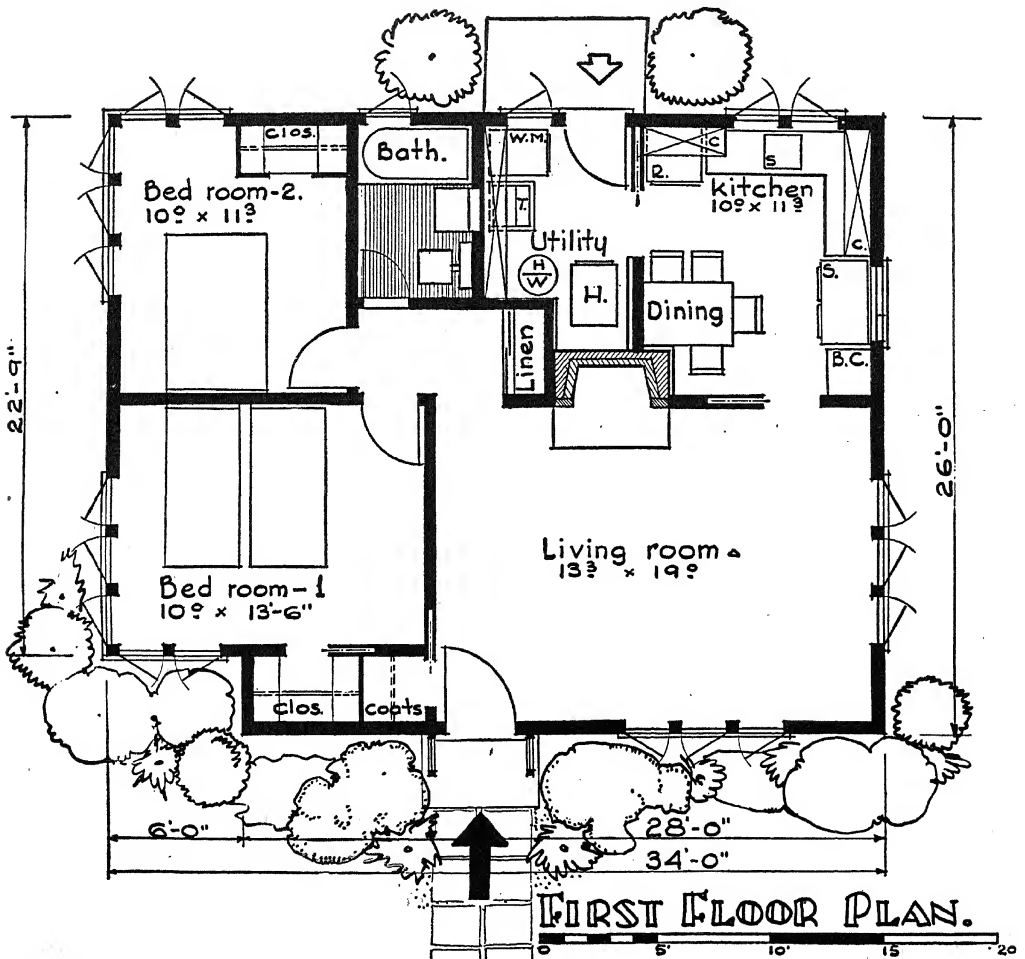 clos.
Bath.
W.M.
C
S
R.
Bed room-2.
10⁰ x 11³
kitchen
10⁰ x 11³
T.
Utility
C.
H
W
H.
S.
Dining
Linen
B.C.
22'-9"
26'-0"
Living room
13³ x 19⁰
Bed room-1
10⁰ x 13'-6"
clos.
coats
6'-0"
28'-0"
34'-0"
FIRST FLOOR PLAN.
0 5' 10' 15 20